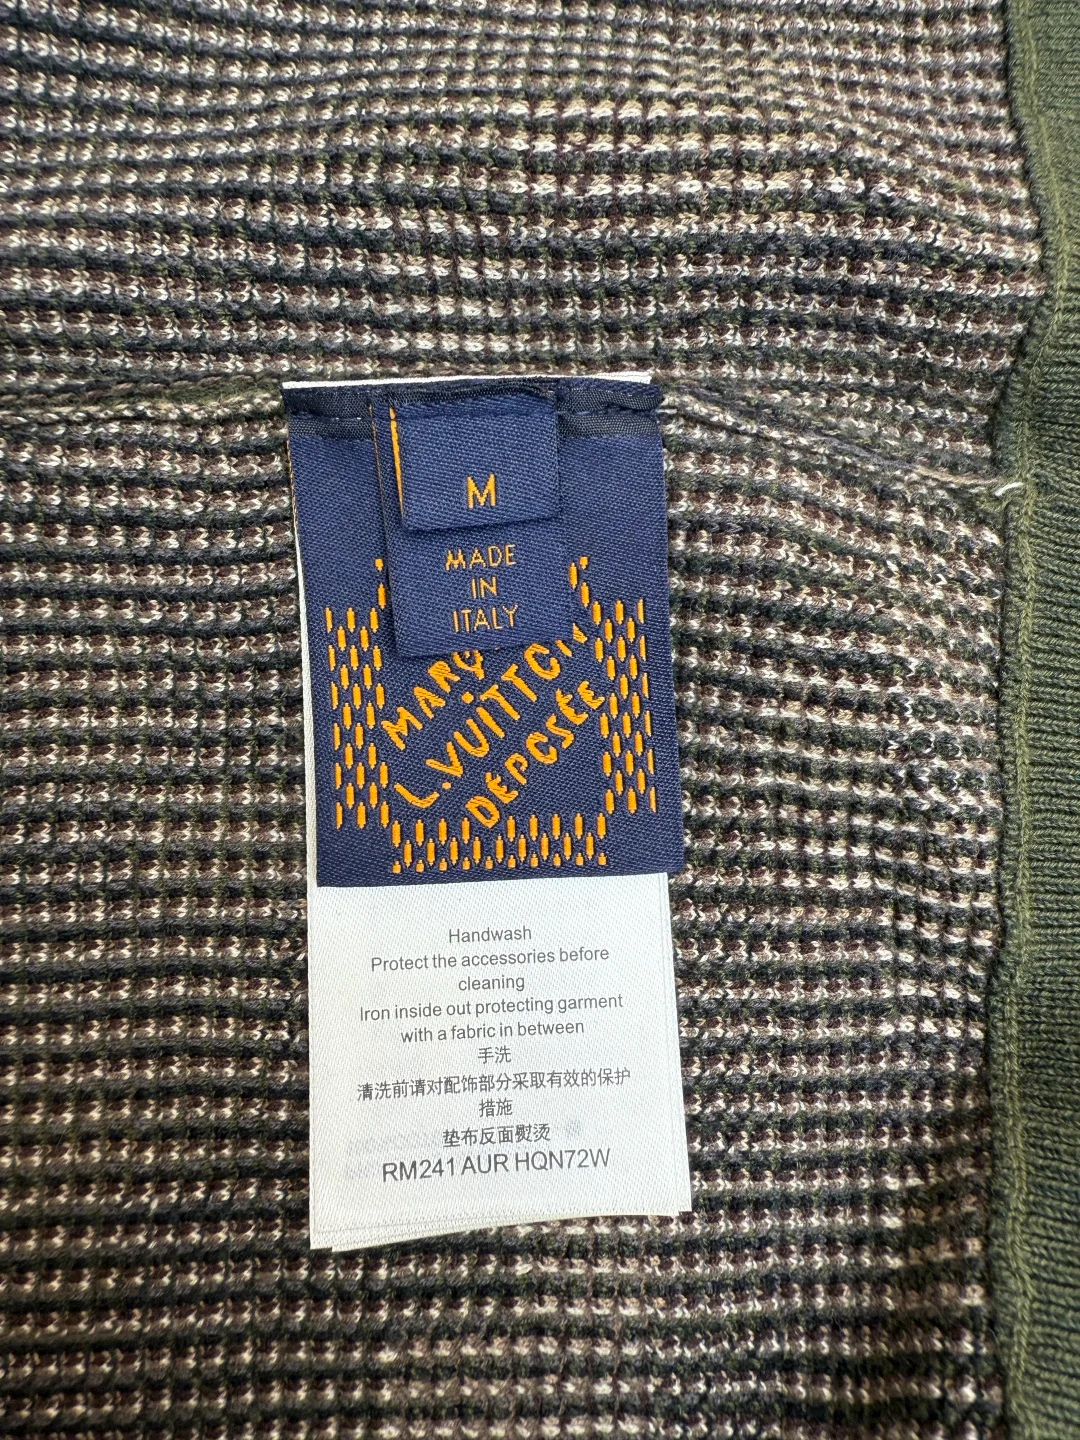 M
MADE
IN
ITALY
L.VUITTON
DÉPOSÉE
Handwash
Protect the accessories before
cleaning
Iron inside out protecting garment
with a fabric in between
手洗
清洗前请对配饰部分采取有效的保护
措施
垫布反面熨烫
RM241 AUR HQN72W